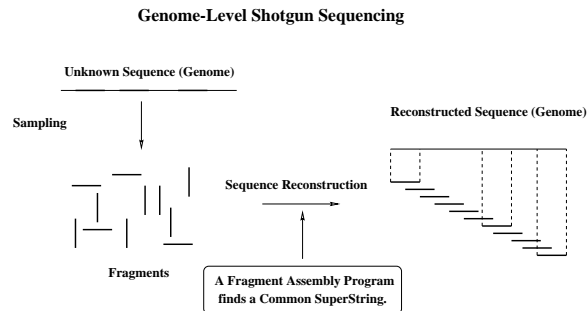 Genome-Level Shotgun Sequencing
Unknown Sequence (Genome)
Sampling
Reconstructed Sequence (Genome)
Sequence Reconstruction
Fragments
A Fragment Assembly Program
finds a Common SuperString.